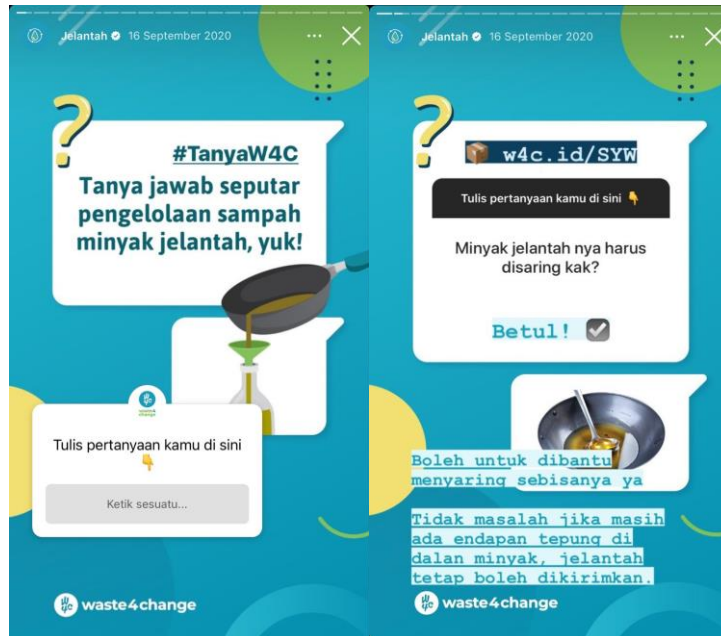 Jelantah 16 September 2020
#TanyaW4C
Tanya jawab seputar
pengelolaan sampah
minyak jelantah, yuk!
waste4
change
Tulis pertanyaan kamu di sini
Ketik sesuatu...
waste4change
Jelantah 16 September 2020
w4c.id/SYW
Tulis pertanyaan kamu di sini
Minyak jelantah nya harus
disaring kak?
Betul!
Boleh untuk dibantu
menyaring sebisanya ya
Tidak masalah jika masih
ada endapan tepung di
dalan minyak, jelantah
tetap boleh dikirimkan.
waste4change